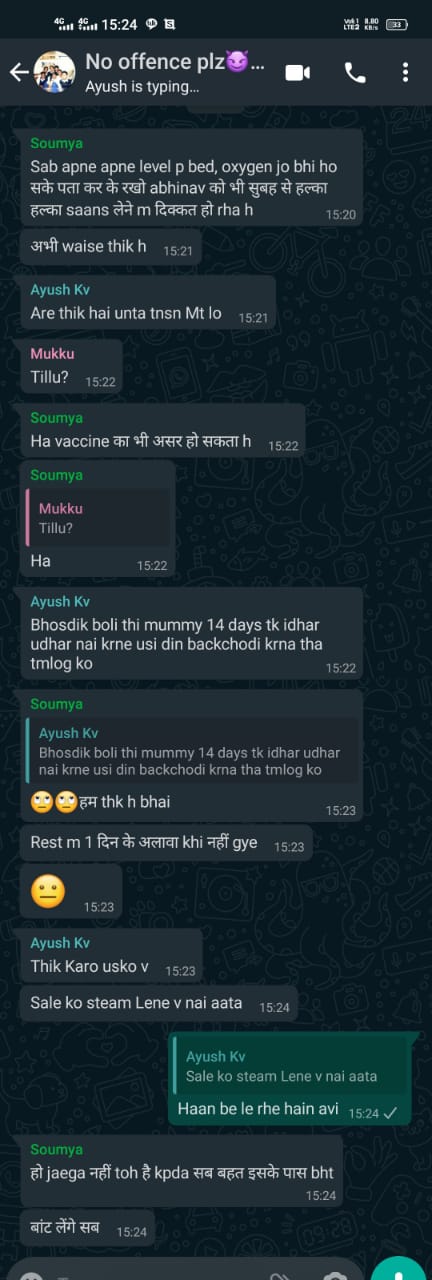 4G 4G 15:24
VoW1 8.80
LTE2 KB/s 33
No offence plz😈...
Ayush is typing...
Soumya
Sab apne apne level p bed, oxygen jo bhi ho
सके पता कर के रखो abhinav को भी सुबह से हल्का
हल्का saans लेने m दिक्कत हो rha h
15:20
अभी waise thik h 15:21
Ayush Kv
Are thik hai unta tnsn Mt lo 15:21
Mukku
Tillu? 15:22
Soumya
Ha vaccine का भी असर हो सकता h 15:22
Soumya
Mukku
Tillu?
Ha 15:22
Ayush Kv
Bhosdik boli thi mummy 14 days tk idhar
udhar nai krne usi din backchodi krna tha
tmlog ko 15:22
Soumya
Ayush Kv
Bhosdik boli thi mummy 14 days tk idhar udhar
nai krne usi din backchodi krna tha tmlog ko
🙄🙄हम thk h bhai 15:23
Rest m 1 दिन के अलावा khi नहीं gye 15:23
😐 15:23
Ayush Kv
Thik Karo usko v 15:23
Sale ko steam Lene v nai aata 15:24
Ayush Kv
Sale ko steam Lene v nai aata
Haan be le rhe hain avi 15:24
Soumya
हो jaega नहीं toh है kpda सब बहत इसके पास bht
15:24
बांट लेंगे सब 15:24